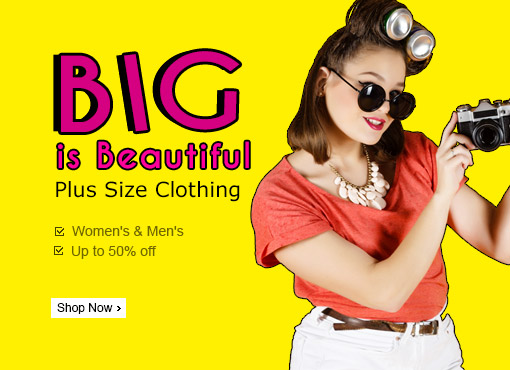 BIG
is Beautiful
Plus Size Clothing
Women's & Men's
Up to 50% off
Shop Now ›